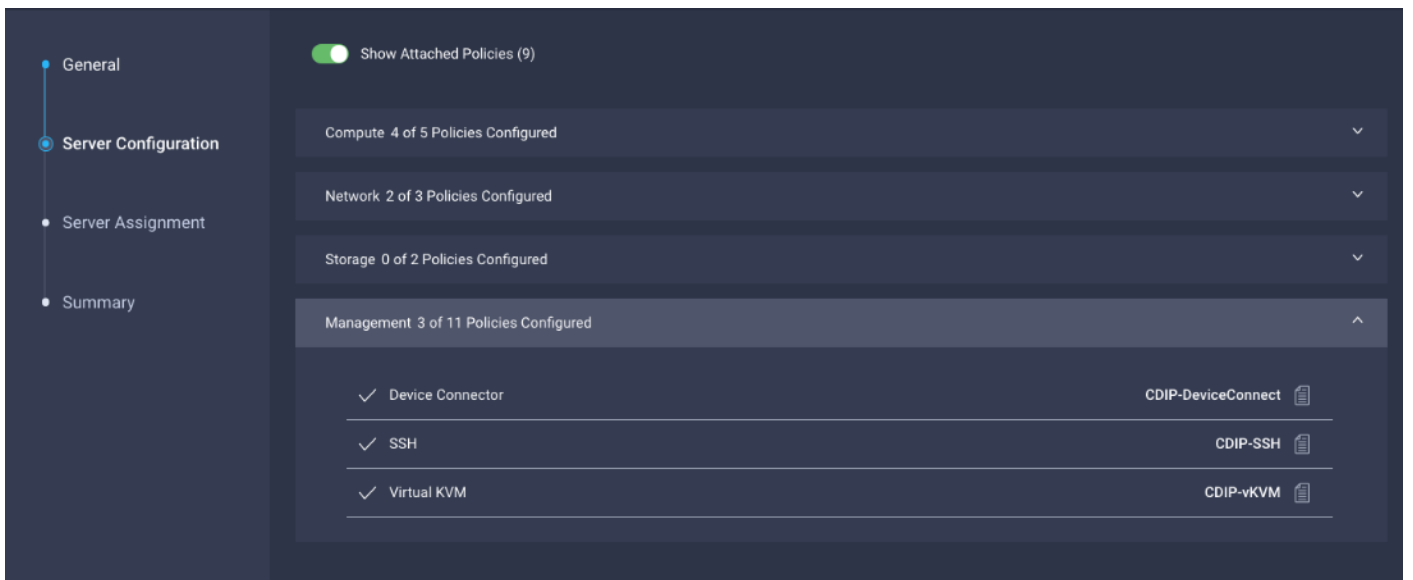 General
Server Configuration
Server Assignment
Summary
Show Attached Policies (9)
Compute 4 of 5 Policies Configured
Network 2 of 3 Policies Configured
Storage 0 of 2 Policies Configured
Management 3 of 11 Policies Configured
Device Connector CDIP-DeviceConnect
SSH CDIP-SSH
Virtual KVM CDIP-vKVM